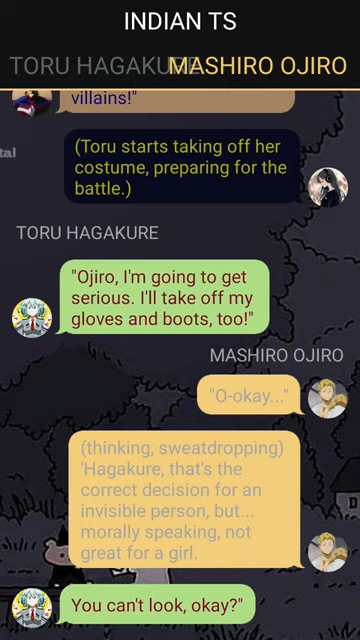 INDIAN TS
TORU HAGAKURE MASHIRO OJIRO
villains!"
tal
(Toru starts taking off her
costume, preparing for the
battle.)
TORU HAGAKURE
"Ojiro, I'm going to get
serious. I'll take off my
gloves and boots, too!"
MASHIRO OJIRO
"O-okay..."
(thinking, sweatdropping)
'Hagakure, that's the
correct decision for an
invisible person, but...
morally speaking, not
great for a girl.
You can't look, okay?"